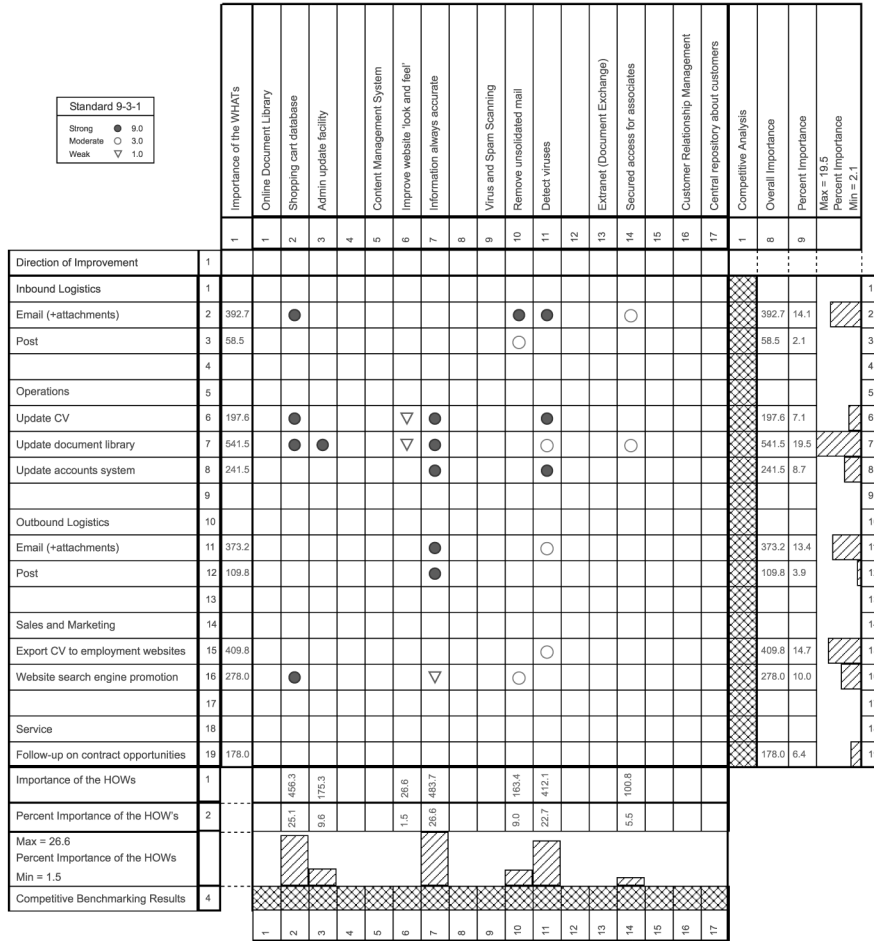 Standard 9-3-1
Strong 9.0
Moderate 3.0
Weak 1.0
Importance of the WHATs
Online Document Library
Shopping cart database
Admin update facility
Content Management System
Improve website 'look and feel'
Information always accurate
Virus and Spam Scanning
Remove unsolidated mail
Detect viruses
Extranet (Document Exchange)
Secured access for associates
Customer Relationship Management
Central repository about customers
Competitive Analysis
Overall Importance
Percent Importance
Max = 19.5
Percent Importance
Min = 2.1
1 1 2 3 4 5 6 7 8 9 10 11 12 13 14 15 16 17 1 8 9
Direction of Improvement 1
Inbound Logistics 1 1
Email (+attachments) 2 392.7 392.7 14.1 2
Post 3 58.5 58.5 2.1 3
4 4
Operations 5 5
Update CV 6 197.6 197.6 7.1 6
Update document library 7 541.5 541.5 19.5 7
Update accounts system 8 241.5 241.5 8.7 8
9 9
Outbound Logistics 10
Email (+attachments) 11 373.2 373.2 13.4
Post 12 109.8 109.8 3.9
13
Sales and Marketing 14
Export CV to employment websites 15 409.8 409.8 14.7
Website search engine promotion 16 278.0 278.0 10.0
17
Service 18
Follow-up on contract opportunities 19 178.0 178.0 6.4
Importance of the HOWs 1 456.3 175.3 26.6 483.7 163.4 412.1 100.8
Percent Importance of the HOW's 2 25.1 9.6 1.5 26.6 9.0 22.7 5.5
Max = 26.6
Percent Importance of the HOWs
Min = 1.5
Competitive Benchmarking Results 4
1 2 3 4 5 6 7 8 9 10 11 12 13 14 15 16 17